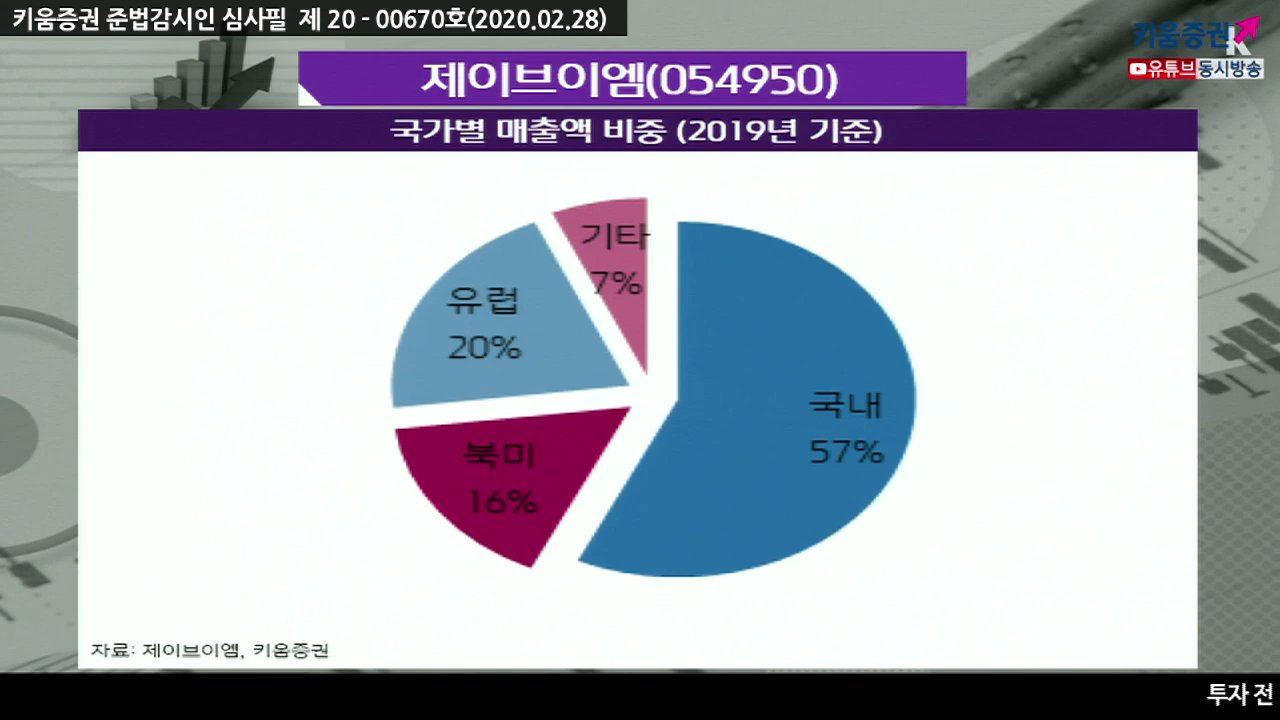 키움증권 준법감시인 심사필 제 20 - 00670호(2020.02.28)
키움증권
유튜브동시방송
제이브이엠(054950)
국가별 매출액 비중 (2019년 기준)
기타
7%
유럽
20%
국내
57%
북미
16%
자료: 제이브이엠, 키움증권
투자 전